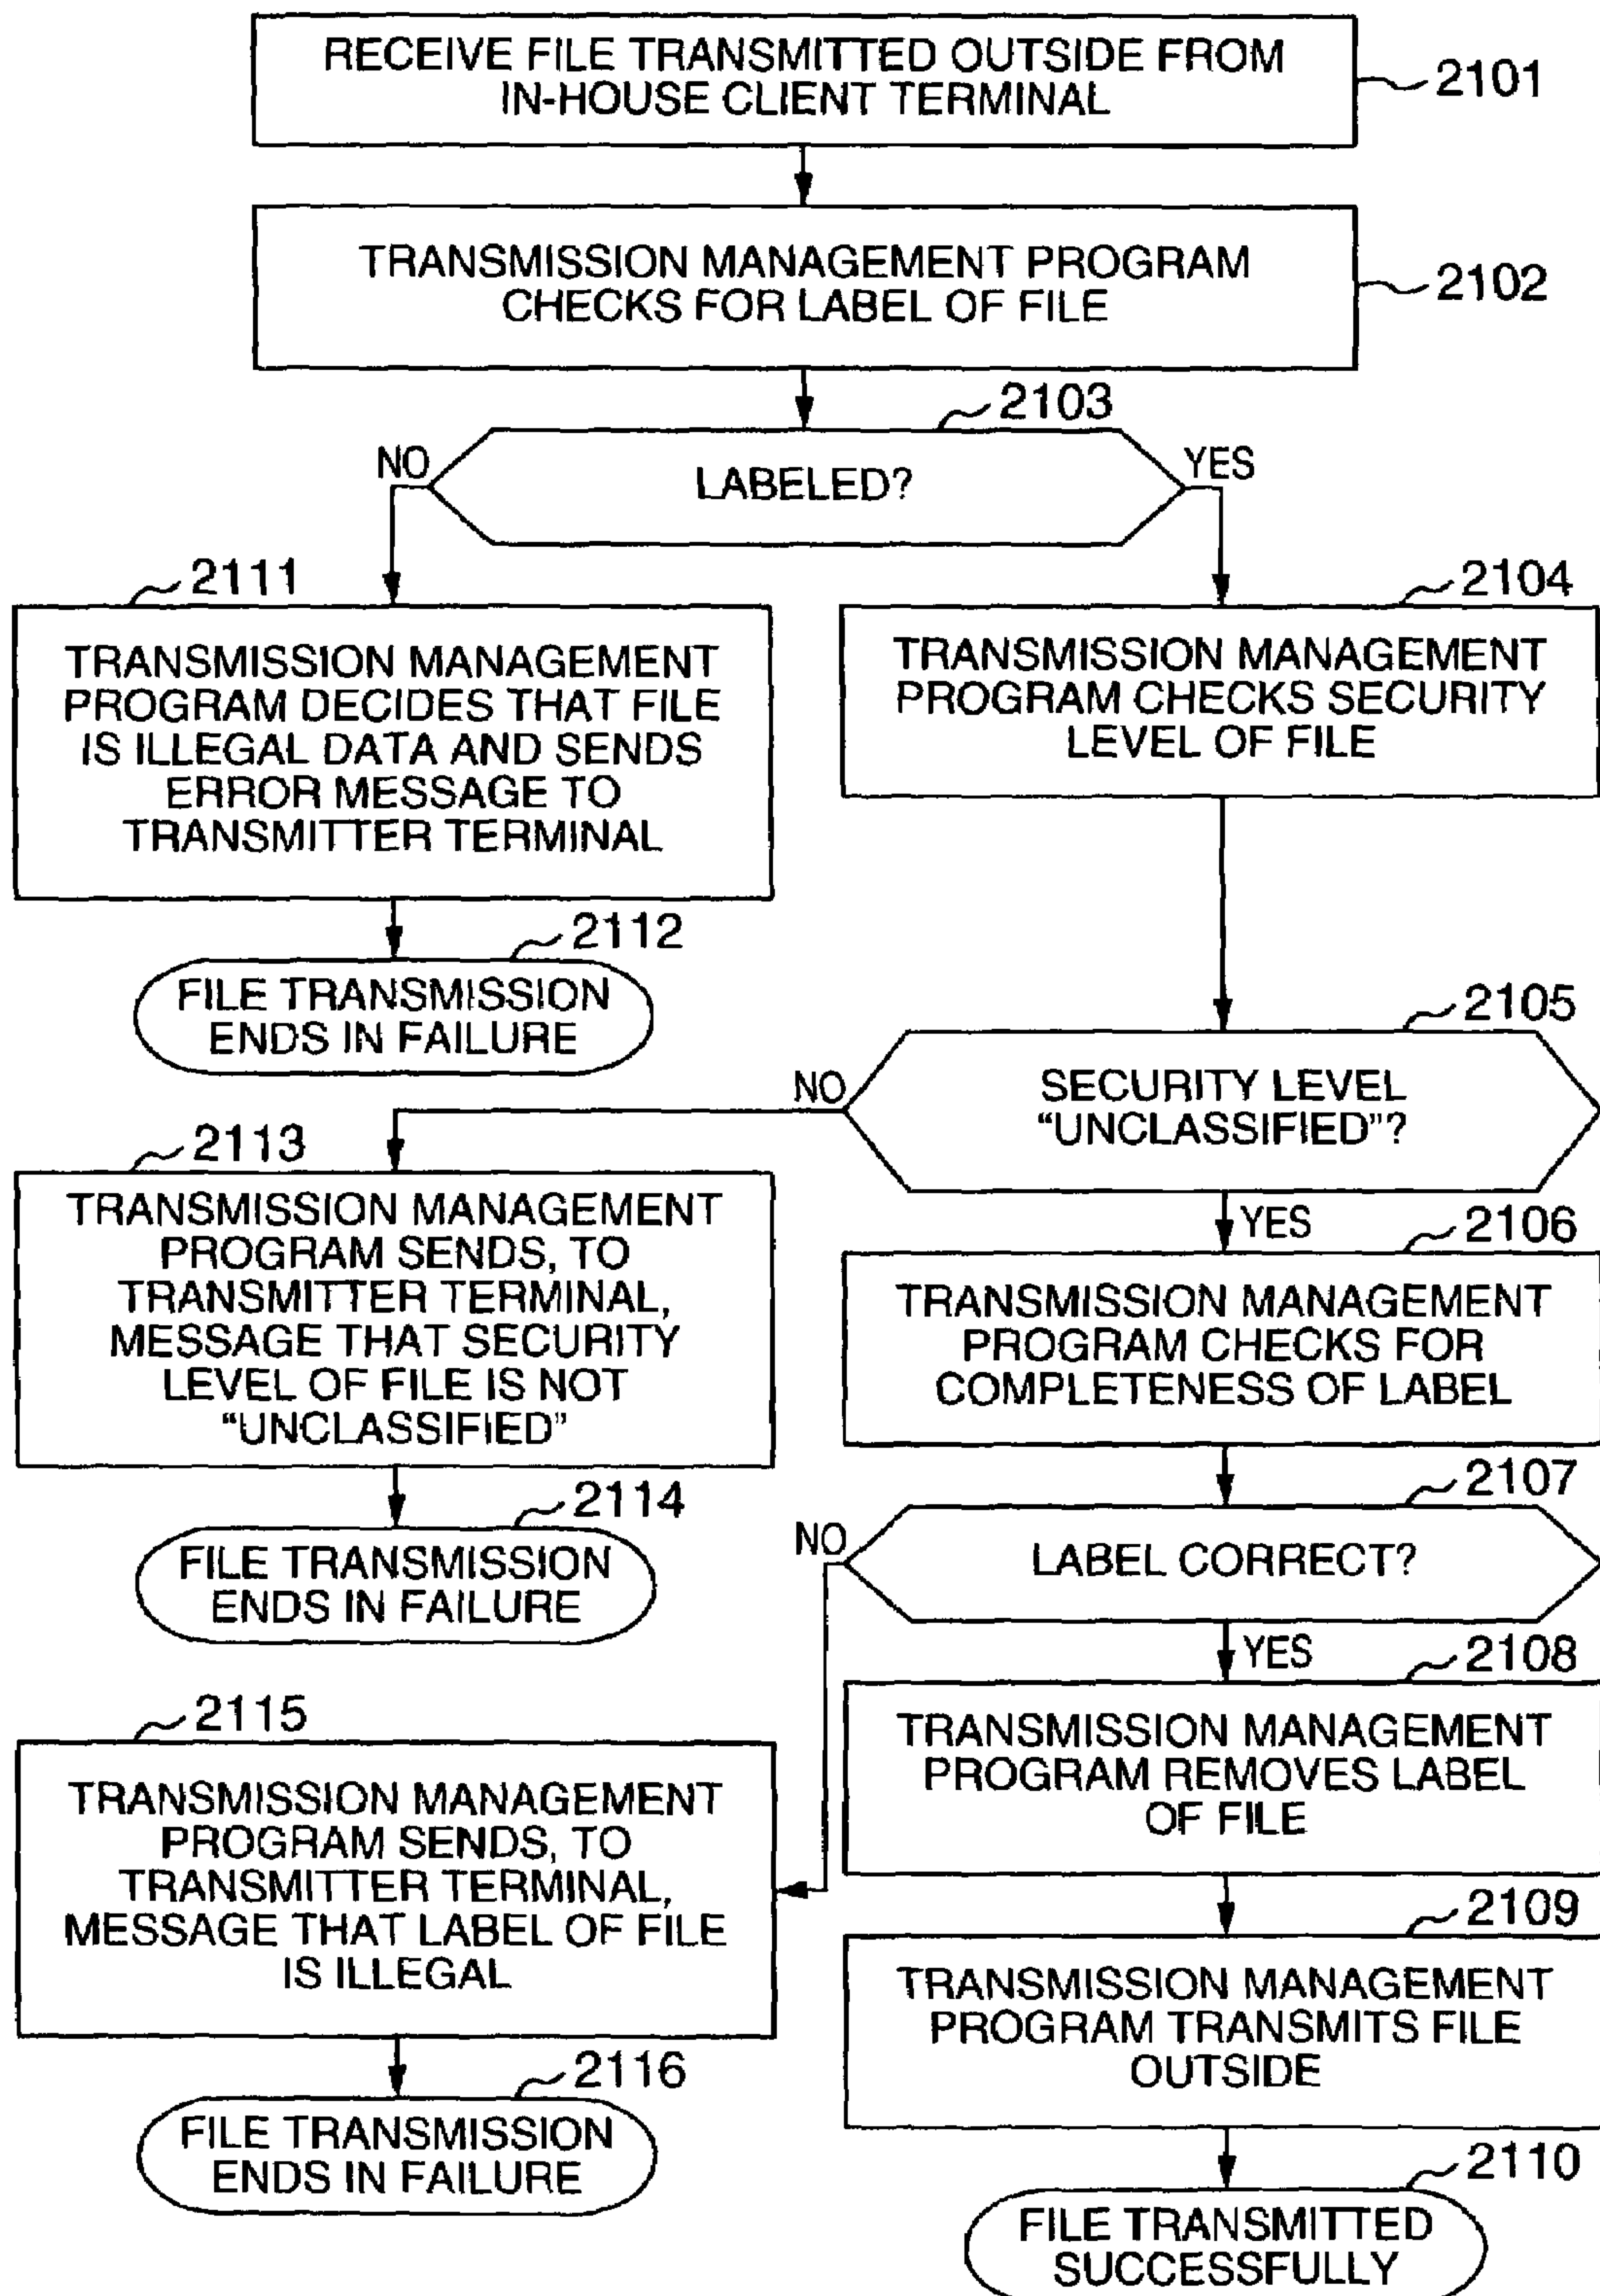 RECEIVE FILE TRANSMITTED OUTSIDE FROM
IN-HOUSE CLIENT TERMINAL
2101
TRANSMISSION MANAGEMENT PROGRAM
CHECKS FOR LABEL OF FILE
2102
2103
NO
LABELED?
YES
2111
TRANSMISSION MANAGEMENT
PROGRAM DECIDES THAT FILE
IS ILLEGAL DATA AND SENDS
ERROR MESSAGE TO
TRANSMITTER TERMINAL
2104
TRANSMISSION MANAGEMENT
PROGRAM CHECKS SECURITY
LEVEL OF FILE
2112
FILE TRANSMISSION
ENDS IN FAILURE
2105
NO
SECURITY LEVEL
“UNCLASSIFIED”?
YES
2113
TRANSMISSION MANAGEMENT
PROGRAM SENDS, TO
TRANSMITTER TERMINAL,
MESSAGE THAT SECURITY
LEVEL OF FILE IS NOT
“UNCLASSIFIED”
2106
TRANSMISSION MANAGEMENT
PROGRAM CHECKS FOR
COMPLETENESS OF LABEL
2114
FILE TRANSMISSION
ENDS IN FAILURE
2107
NO
LABEL CORRECT?
YES
2108
TRANSMISSION MANAGEMENT
PROGRAM REMOVES LABEL
OF FILE
2115
TRANSMISSION MANAGEMENT
PROGRAM SENDS, TO
TRANSMITTER TERMINAL,
MESSAGE THAT LABEL OF FILE
IS ILLEGAL
2109
TRANSMISSION MANAGEMENT
PROGRAM TRANSMITS FILE
OUTSIDE
2116
FILE TRANSMISSION
ENDS IN FAILURE
2110
FILE TRANSMITTED
SUCCESSFULLY